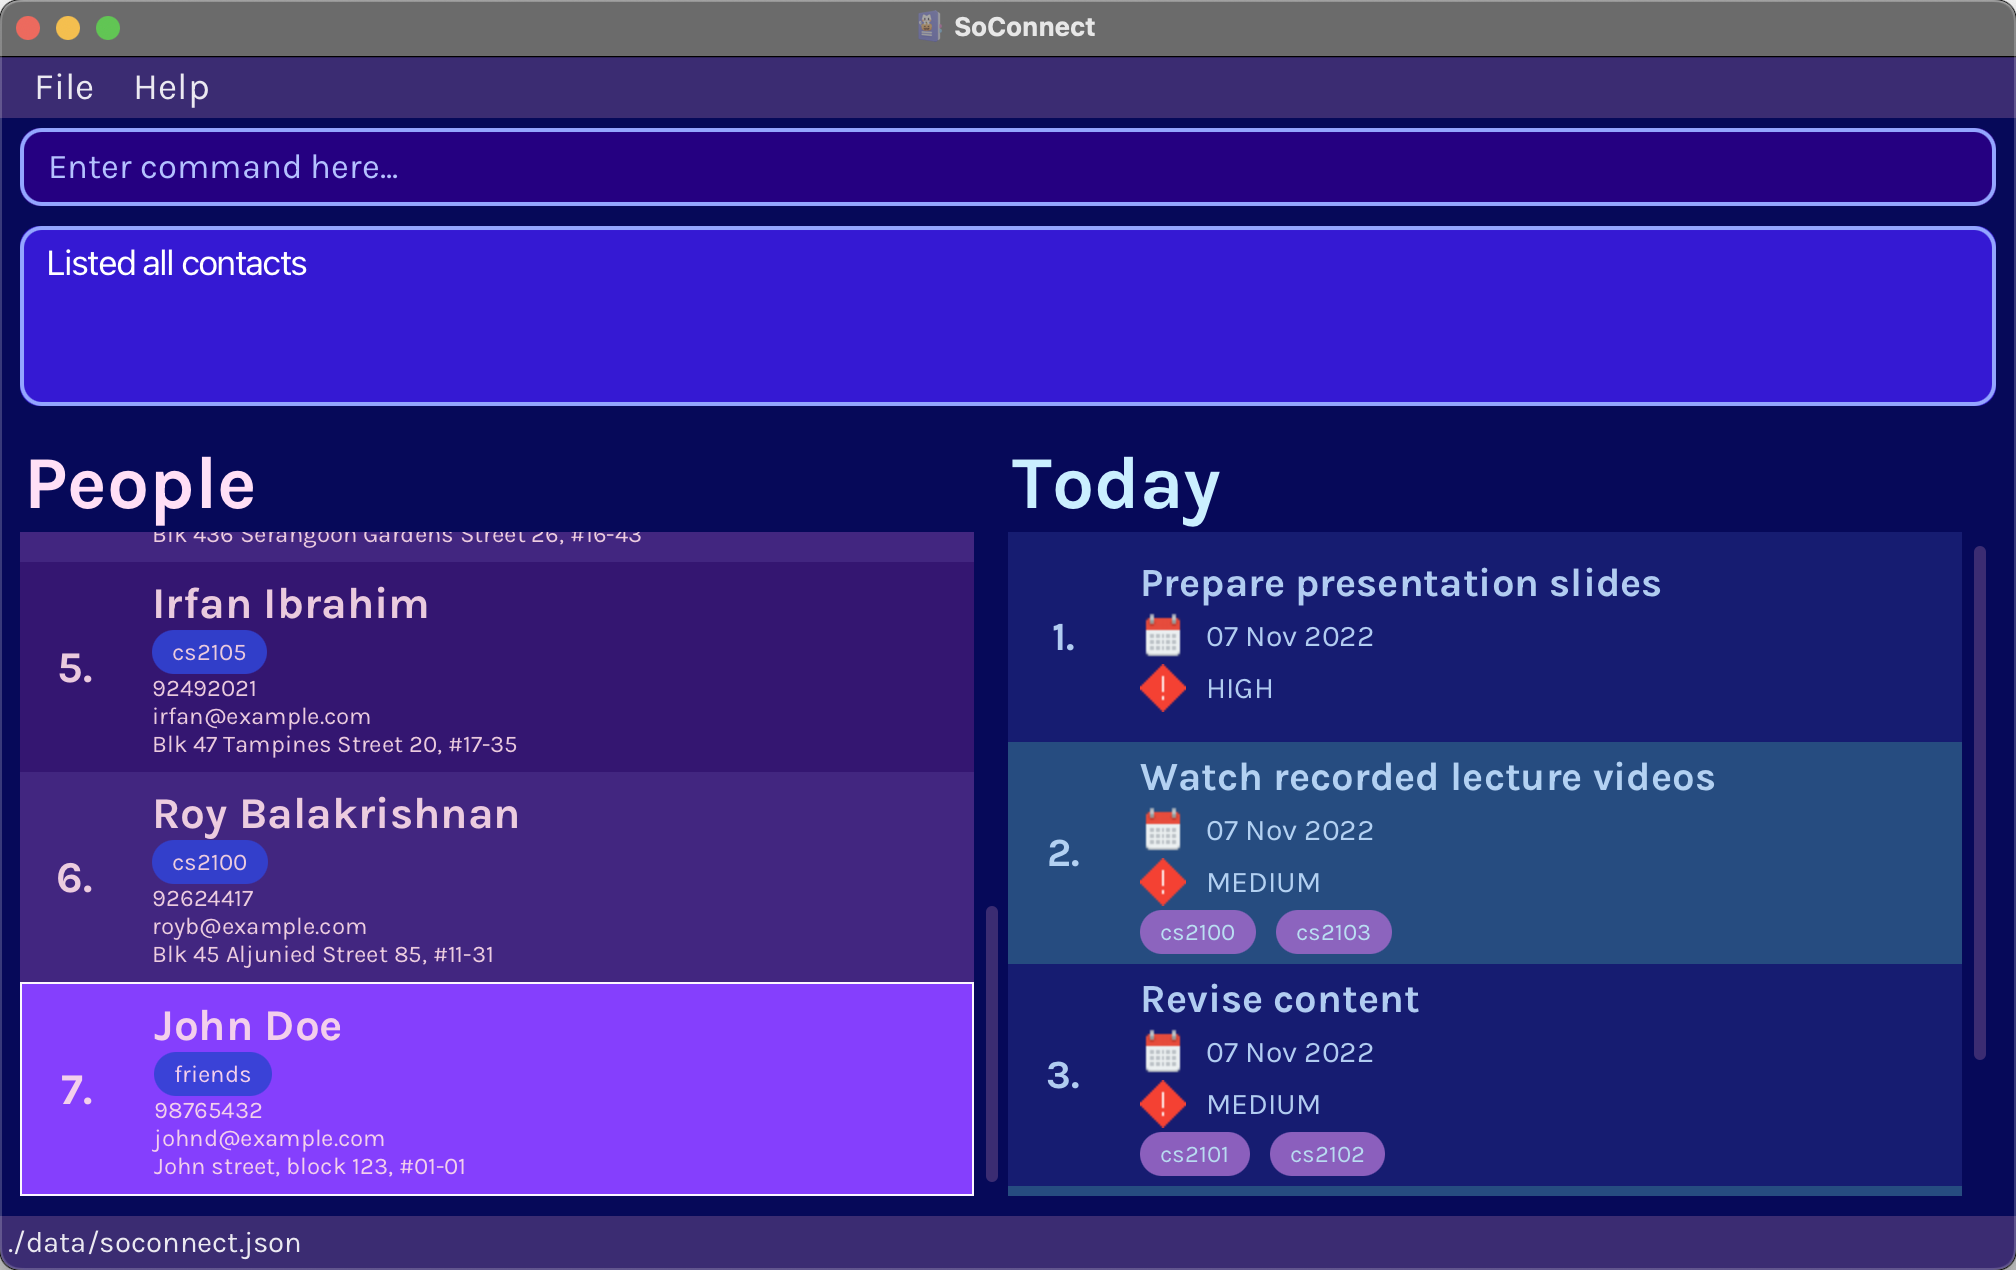 SoConnect
File Help
Enter command here...
Listed all contacts
People
Blk 436 Serangoon Gardens Street 26, #16-43
5.
Irfan Ibrahim
cs2105
92492021
irfan@example.com
Blk 47 Tampines Street 20, #17-35
6.
Roy Balakrishnan
cs2100
92624417
royb@example.com
Blk 45 Aljunied Street 85, #11-31
7.
John Doe
friends
98765432
johnd@example.com
John street, block 123, #01-01
Today
1.
Prepare presentation slides
07 Nov 2022
HIGH
2.
Watch recorded lecture videos
07 Nov 2022
MEDIUM
cs2100 cs2103
3.
Revise content
07 Nov 2022
MEDIUM
cs2101 cs2102
./data/soconnect.json